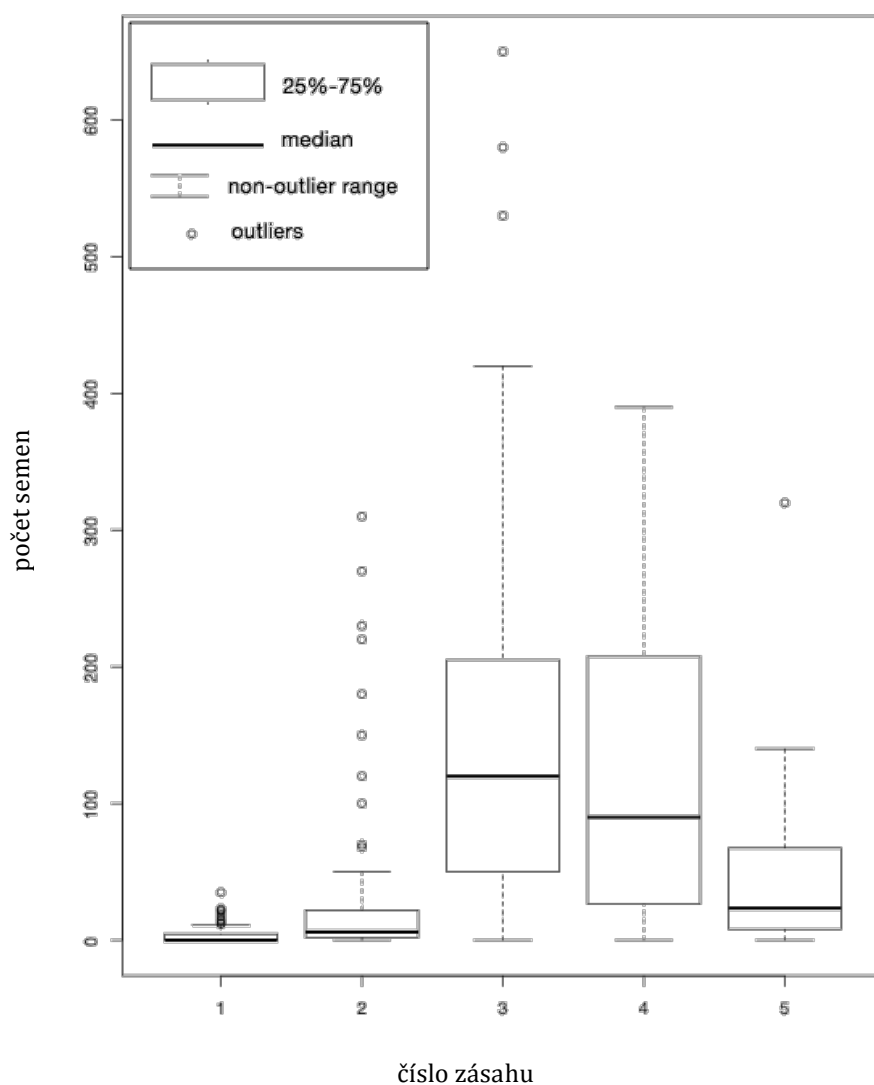 25%-75%
median
non-outlier range
outliers
počet semen
600
500
400
300
200
100
0
1 2 3 4 5
číslo zásahu